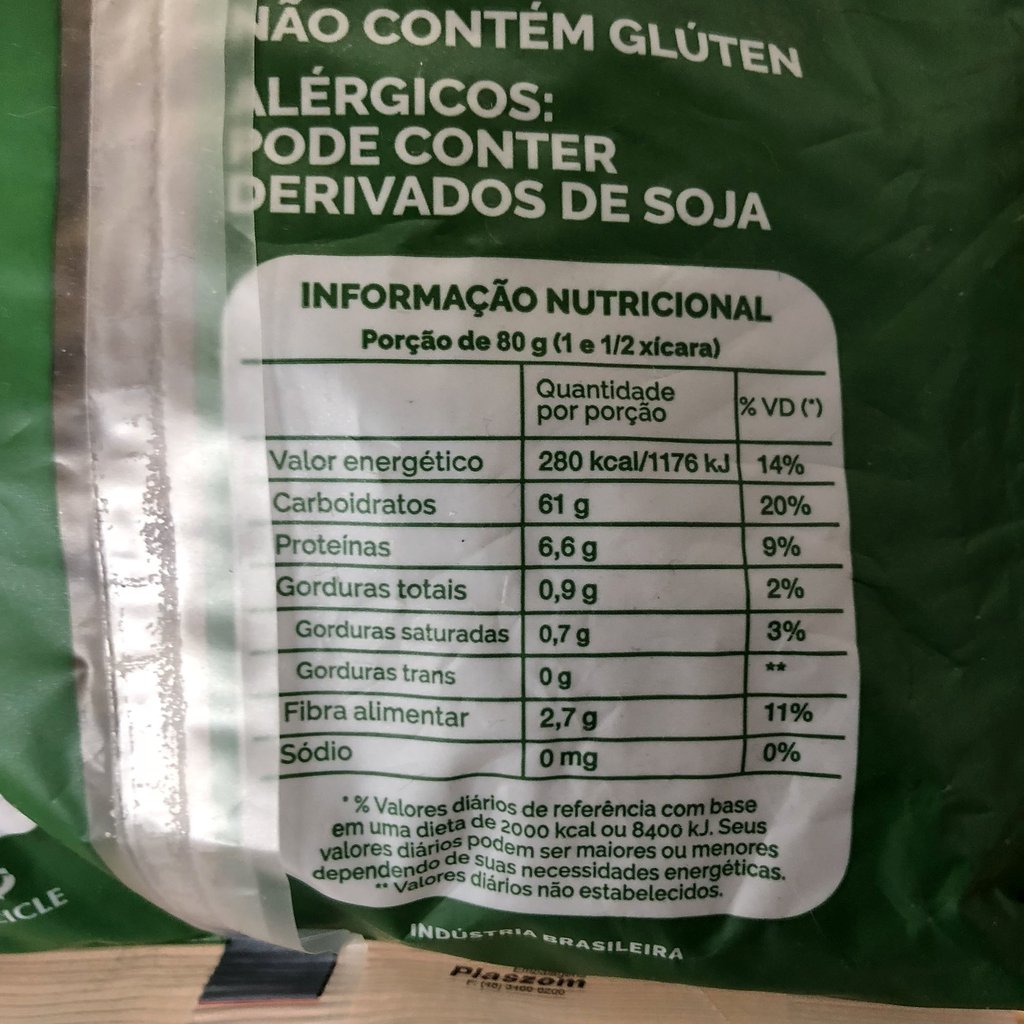 NÃO CONTÉM GLÚTEN
ALÉRGICOS:
PODE CONTER
DERIVADOS DE SOJA
INFORMAÇÃO NUTRICIONAL
Porção de 80 g (1 e 1/2 xícara)
Quantidade por porção % VD (*)
Valor energético 280 kcal/1176 kJ 14%
Carboidratos 61 g 20%
Proteínas 6,6 g 9%
Gorduras totais 0,9 g 2%
Gorduras saturadas 0,7 g 3%
Gorduras trans 0 g **
Fibra alimentar 2,7 g 11%
Sódio 0 mg 0%
* % Valores diários de referência com base
em uma dieta de 2000 kcal ou 8400 kJ. Seus
valores diários podem ser maiores ou menores
dependendo de suas necessidades energéticas.
** Valores diários não estabelecidos.
INDÚSTRIA BRASILEIRA
Plaszom